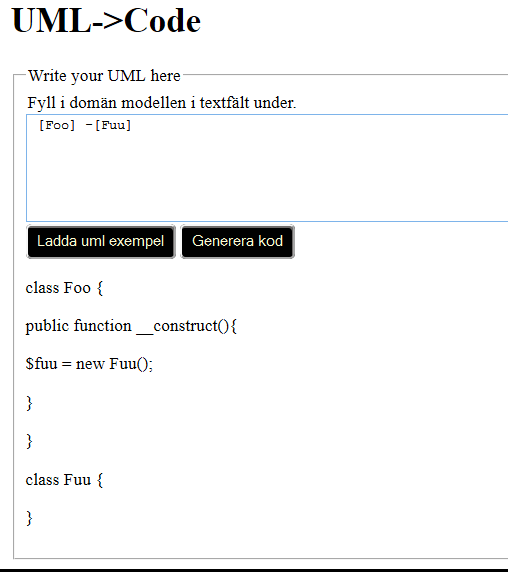 UML->Code
Write your UML here
Fyll i domän modellen i textfält under.
[Foo] -[Fuu]
Ladda uml exempel Generera kod
class Foo {
public function __construct(){
$fuu = new Fuu();
}
}
class Fuu {
}